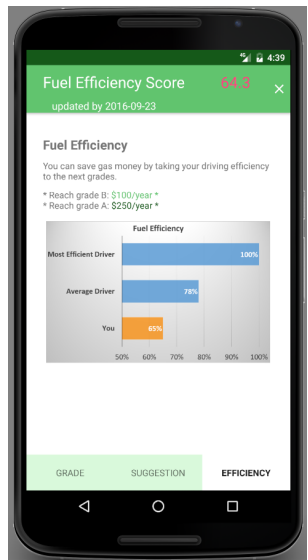 4:39
Fuel Efficiency Score 64.3 ×
updated by 2016-09-23
Fuel Efficiency
You can save gas money by taking your driving efficiency
to the next grades.
* Reach grade B: $100/year *
* Reach grade A: $250/year *
Fuel Efficiency
Most Efficient Driver 100%
Average Driver 78%
You 65%
50% 60% 70% 80% 90% 100%
GRADE SUGGESTION EFFICIENCY